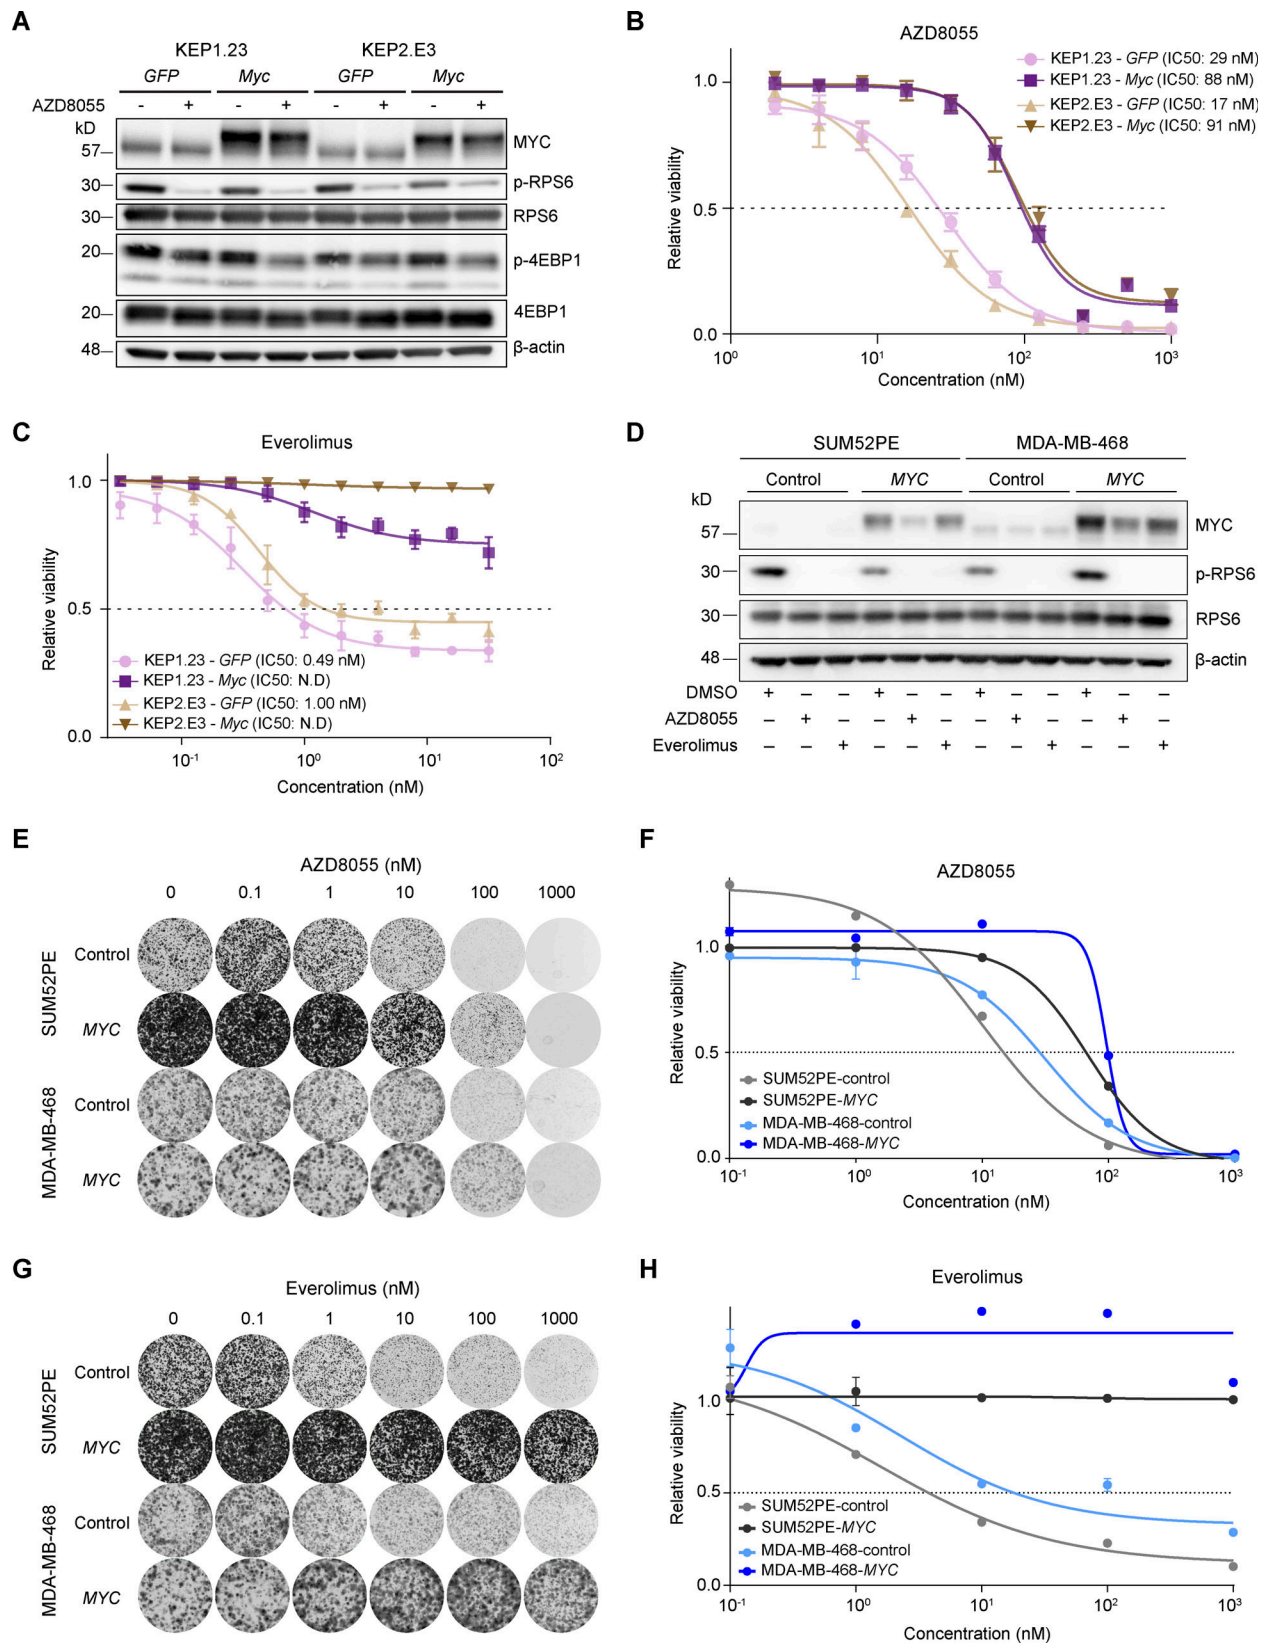 A
KEP1.23 KEP2.E3
GFP Myc GFP Myc
AZD8055 - + - + - + - +
kD
57
MYC
30
p-RPS6
30
RPS6
20
p-4EBP1
20
4EBP1
48
β-actin
B
AZD8055
KEP1.23 - GFP (IC50: 29 nM)
KEP1.23 - Myc (IC50: 88 nM)
KEP2.E3 - GFP (IC50: 17 nM)
KEP2.E3 - Myc (IC50: 91 nM)
Relative viability
1.0
0.5
0.0
10⁰ 10¹ 10² 10³
Concentration (nM)
C
Everolimus
Relative viability
1.0
0.5
0.0
KEP1.23 - GFP (IC50: 0.49 nM)
KEP1.23 - Myc (IC50: N.D)
KEP2.E3 - GFP (IC50: 1.00 nM)
KEP2.E3 - Myc (IC50: N.D)
10⁻¹ 10⁰ 10¹ 10²
Concentration (nM)
D
SUM52PE MDA-MB-468
Control MYC Control MYC
kD
57
MYC
30
p-RPS6
30
RPS6
48
β-actin
DMSO + – – + – – + – – + – –
AZD8055 – + – – + – – + – – + –
Everolimus – – + – – + – – + – – +
E
AZD8055 (nM)
0 0.1 1 10 100 1000
SUM52PE
Control
MYC
MDA-MB-468
Control
MYC
F
AZD8055
Relative viability
1.0
0.5
0.0
SUM52PE-control
SUM52PE-MYC
MDA-MB-468-control
MDA-MB-468-MYC
10⁻¹ 10⁰ 10¹ 10² 10³
Concentration (nM)
G
Everolimus (nM)
0 0.1 1 10 100 1000
SUM52PE
Control
MYC
MDA-MB-468
Control
MYC
H
Everolimus
Relative viability
1.0
0.5
0.0
SUM52PE-control
SUM52PE-MYC
MDA-MB-468-control
MDA-MB-468-MYC
10⁻¹ 10⁰ 10¹ 10² 10³
Concentration (nM)